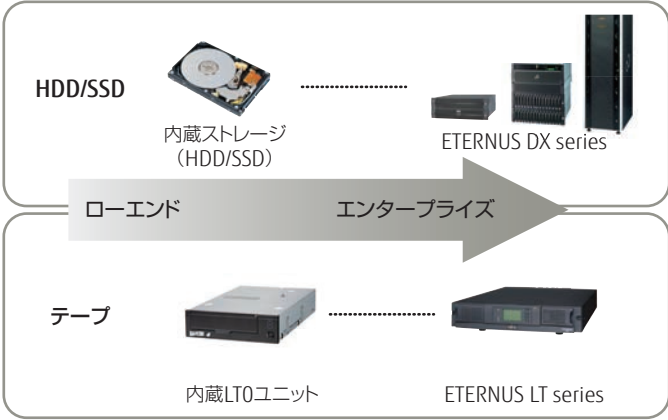 HDD/SSD
内蔵ストレージ
（HDD/SSD）
ETERNUS DX series
ローエンド
エンタープライズ
テープ
内蔵LTOユニット
ETERNUS LT series